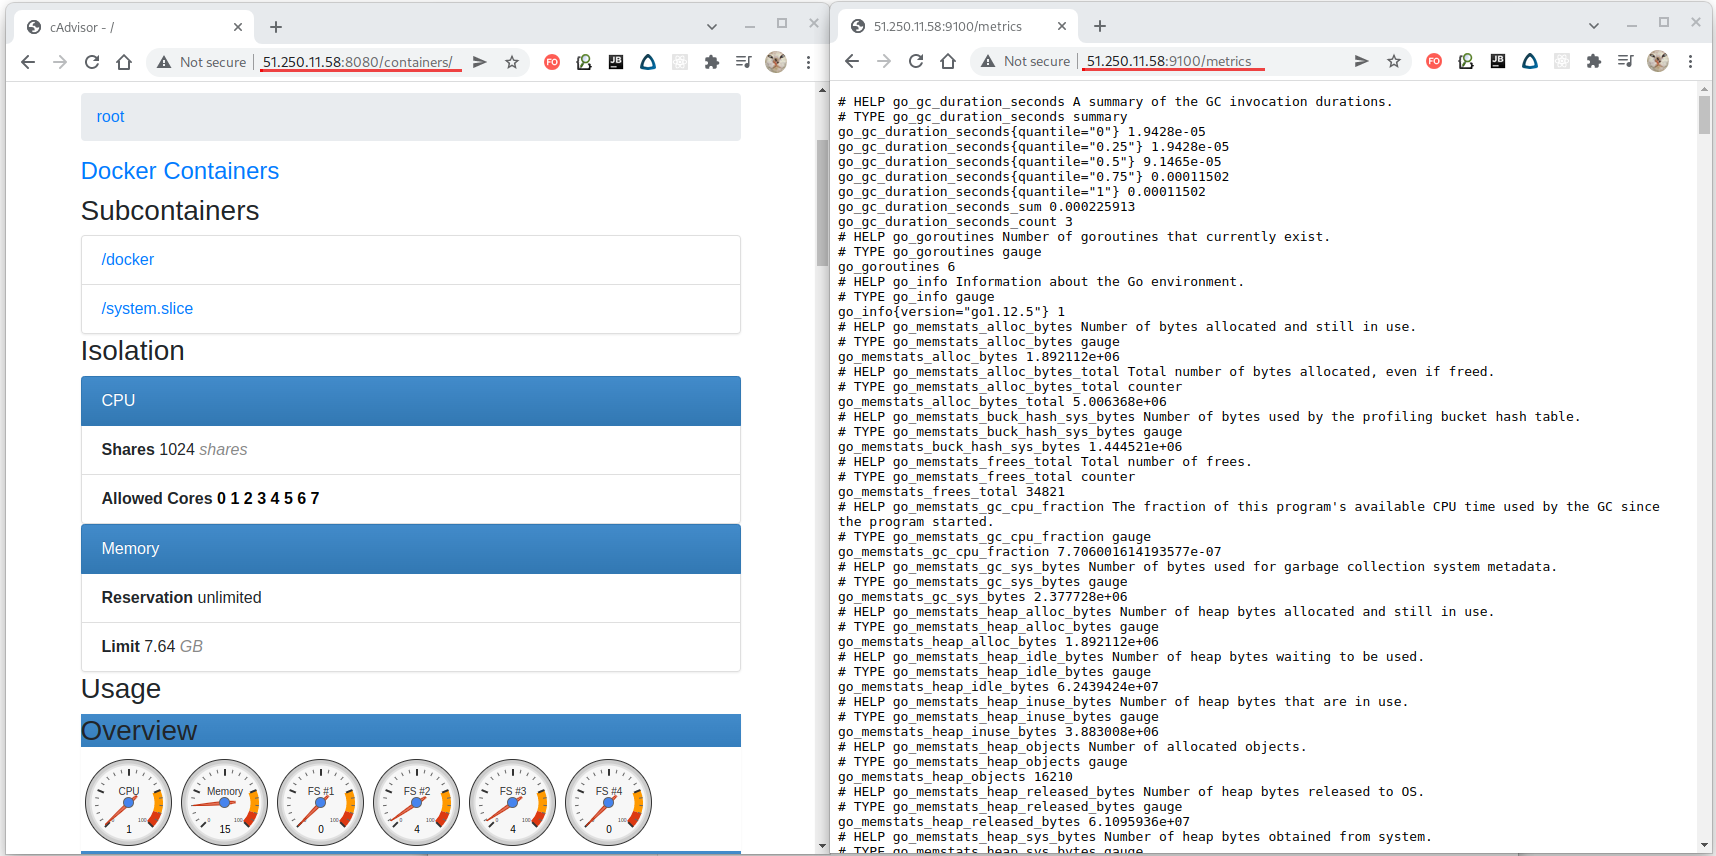 cAdvisor - /
Not secure | 51.250.11.58:8080/containers/
FO
JB
root
Docker Containers
Subcontainers
/docker
/system.slice
Isolation
CPU
Shares 1024 shares
Allowed Cores 0 1 2 3 4 5 6 7
Memory
Reservation unlimited
Limit 7.64 GB
Usage
Overview
CPU
100
1
Memory
100
15
FS #1
100
0
FS #2
100
4
FS #3
100
4
FS #4
100
0
51.250.11.58:9100/metrics
Not secure | 51.250.11.58:9100/metrics
FO
JB
# HELP go_gc_duration_seconds A summary of the GC invocation durations.
# TYPE go_gc_duration_seconds summary
go_gc_duration_seconds{quantile="0"} 1.9428e-05
go_gc_duration_seconds{quantile="0.25"} 1.9428e-05
go_gc_duration_seconds{quantile="0.5"} 9.1465e-05
go_gc_duration_seconds{quantile="0.75"} 0.00011502
go_gc_duration_seconds{quantile="1"} 0.00011502
go_gc_duration_seconds_sum 0.000225913
go_gc_duration_seconds_count 3
# HELP go_goroutines Number of goroutines that currently exist.
# TYPE go_goroutines gauge
go_goroutines 6
# HELP go_info Information about the Go environment.
# TYPE go_info gauge
go_info{version="go1.12.5"} 1
# HELP go_memstats_alloc_bytes Number of bytes allocated and still in use.
# TYPE go_memstats_alloc_bytes gauge
go_memstats_alloc_bytes 1.892112e+06
# HELP go_memstats_alloc_bytes_total Total number of bytes allocated, even if freed.
# TYPE go_memstats_alloc_bytes_total counter
go_memstats_alloc_bytes_total 5.006368e+06
# HELP go_memstats_buck_hash_sys_bytes Number of bytes used by the profiling bucket hash table.
# TYPE go_memstats_buck_hash_sys_bytes gauge
go_memstats_buck_hash_sys_bytes 1.444521e+06
# HELP go_memstats_frees_total Total number of frees.
# TYPE go_memstats_frees_total counter
go_memstats_frees_total 34821
# HELP go_memstats_gc_cpu_fraction The fraction of this program's available CPU time used by the GC since
the program started.
# TYPE go_memstats_gc_cpu_fraction gauge
go_memstats_gc_cpu_fraction 7.706001614193577e-07
# HELP go_memstats_gc_sys_bytes Number of bytes used for garbage collection system metadata.
# TYPE go_memstats_gc_sys_bytes gauge
go_memstats_gc_sys_bytes 2.377728e+06
# HELP go_memstats_heap_alloc_bytes Number of heap bytes allocated and still in use.
# TYPE go_memstats_heap_alloc_bytes gauge
go_memstats_heap_alloc_bytes 1.892112e+06
# HELP go_memstats_heap_idle_bytes Number of heap bytes waiting to be used.
# TYPE go_memstats_heap_idle_bytes gauge
go_memstats_heap_idle_bytes 6.2439424e+07
# HELP go_memstats_heap_inuse_bytes Number of heap bytes that are in use.
# TYPE go_memstats_heap_inuse_bytes gauge
go_memstats_heap_inuse_bytes 3.883008e+06
# HELP go_memstats_heap_objects Number of allocated objects.
# TYPE go_memstats_heap_objects gauge
go_memstats_heap_objects 16210
# HELP go_memstats_heap_released_bytes Number of heap bytes released to OS.
# TYPE go_memstats_heap_released_bytes gauge
go_memstats_heap_released_bytes 6.1095936e+07
# HELP go_memstats_heap_sys_bytes Number of heap bytes obtained from system.
# TYPE go_memstats_heap_sys_bytes gauge